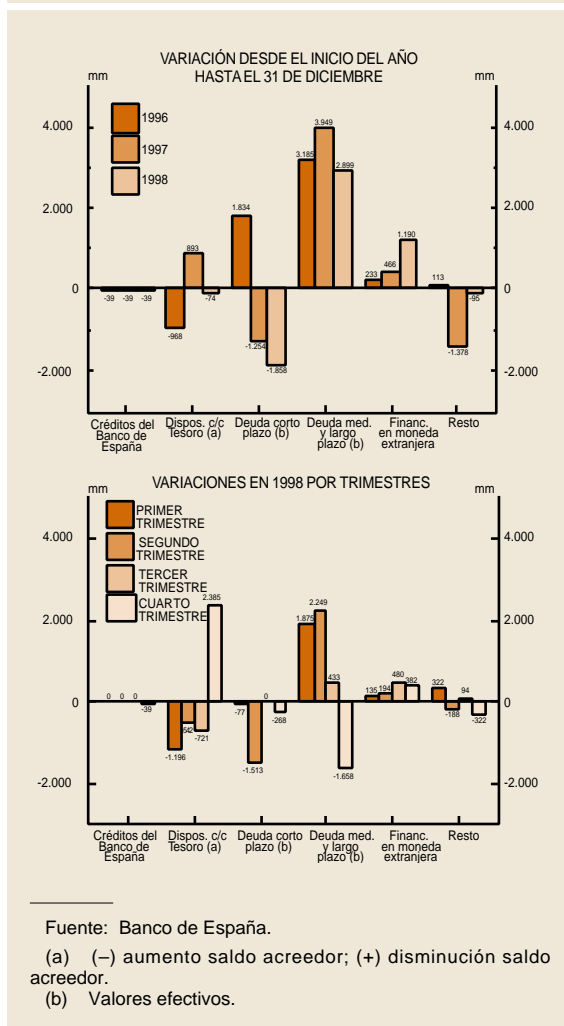 VARIACIÓN DESDE EL INICIO DEL AÑO
HASTA EL 31 DE DICIEMBRE
mm
mm
1996
1997
1998
4.000
2.000
0
-2.000
4.000
2.000
0
-2.000
-39 -39 -39
-968
893
-74
1.834
-1.254
-1.858
3.185
3.949
2.899
233
466
1.190
113
-1.378
-95
Créditos del
Banco de
España
Dispos. c/c
Tesoro (a)
Deuda corto
plazo (b)
Deuda med.
y largo
plazo (b)
Financ.
en moneda
extranjera
Resto
VARIACIONES EN 1998 POR TRIMESTRES
mm
mm
PRIMER
TRIMESTRE
SEGUNDO
TRIMESTRE
TERCER
TRIMESTRE
CUARTO
TRIMESTRE
4.000
2.000
0
-2.000
4.000
2.000
0
-2.000
0 0 0
-39
-1.196
-721
2.385
-77
-1.513
0
-268
1.875
2.249
433
-1.658
135
194
480
382
322
-188
94
-322
Créditos del
Banco de
España
Dispos. c/c
Tesoro (a)
Deuda corto
plazo (b)
Deuda med.
y largo
plazo (b)
Financ.
en moneda
extranjera
Resto
Fuente: Banco de España.
(a) (–) aumento saldo acreedor; (+) disminución saldo
acreedor.
(b) Valores efectivos.